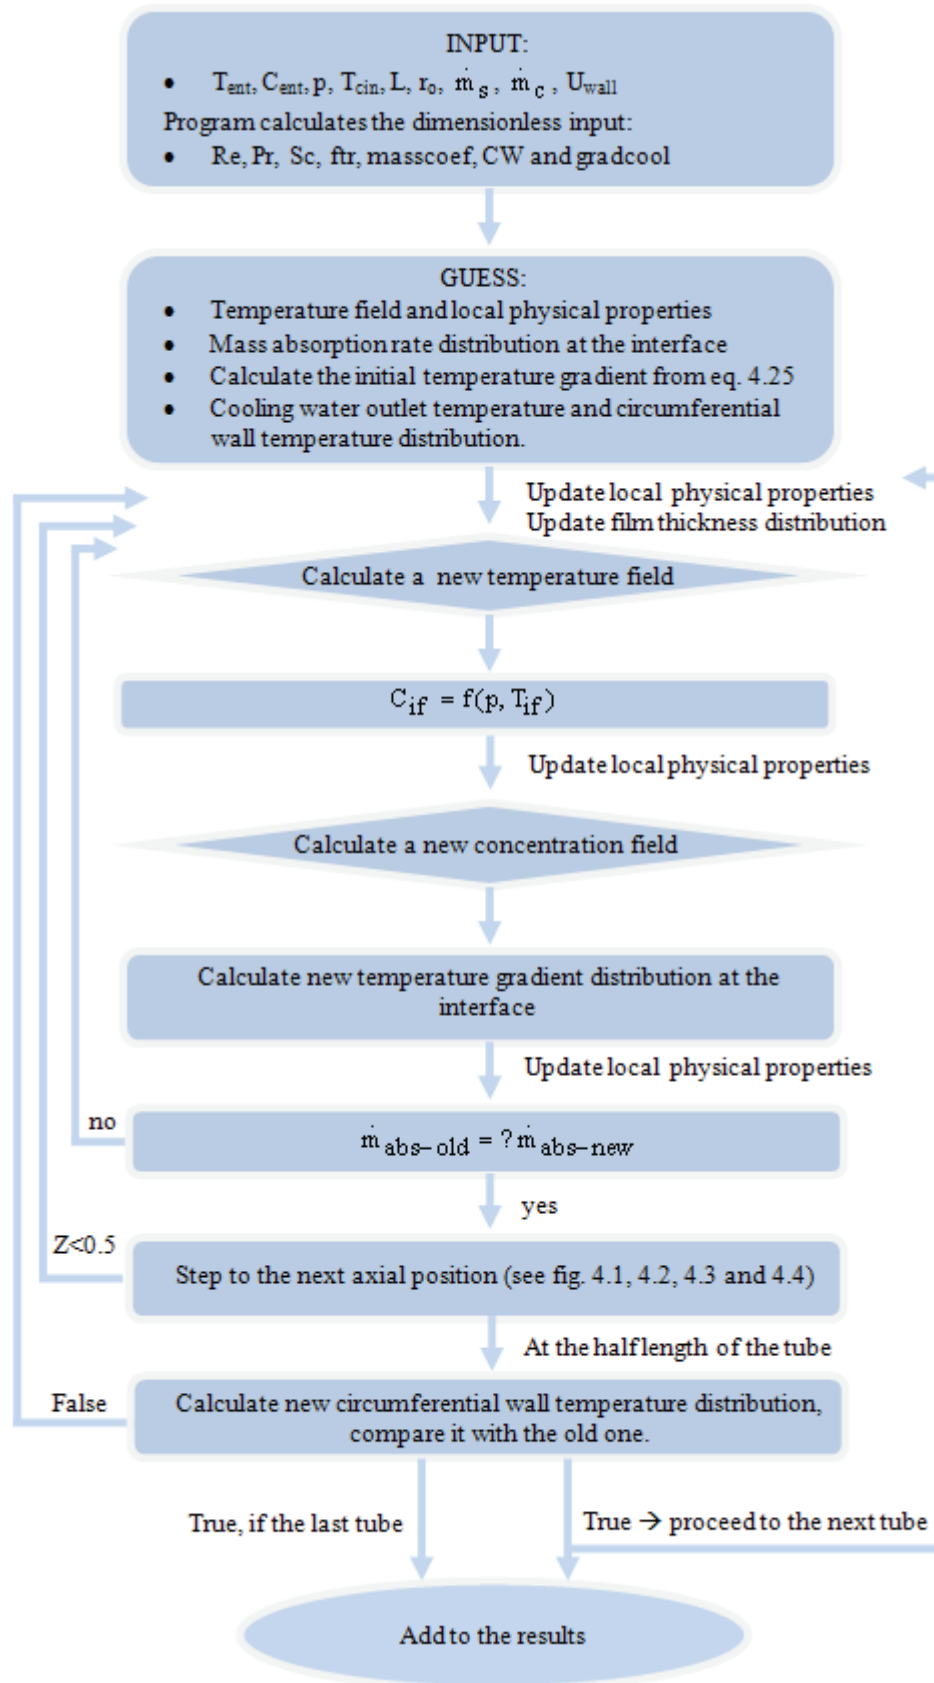 INPUT:
• T_ent, C_ent, p, T_cin, L, r_o, ṁ_s, ṁ_c, U_wall
Program calculates the dimensionless input:
• Re, Pr, Sc, ftr, masscoef, CW and gradcool
GUESS:
• Temperature field and local physical properties
• Mass absorption rate distribution at the interface
• Calculate the initial temperature gradient from eq. 4.25
• Cooling water outlet temperature and circumferential
wall temperature distribution.
Update local physical properties
Update film thickness distribution
Calculate a new temperature field
C_if = f(p, T_if)
Update local physical properties
Calculate a new concentration field
Calculate new temperature gradient distribution at the
interface
Update local physical properties
no
ṁ_abs-old = ? ṁ_abs-new
yes
Z<0.5
Step to the next axial position (see fig. 4.1, 4.2, 4.3 and 4.4)
At the half length of the tube
False
Calculate new circumferential wall temperature distribution,
compare it with the old one.
True, if the last tube
True → proceed to the next tube
Add to the results